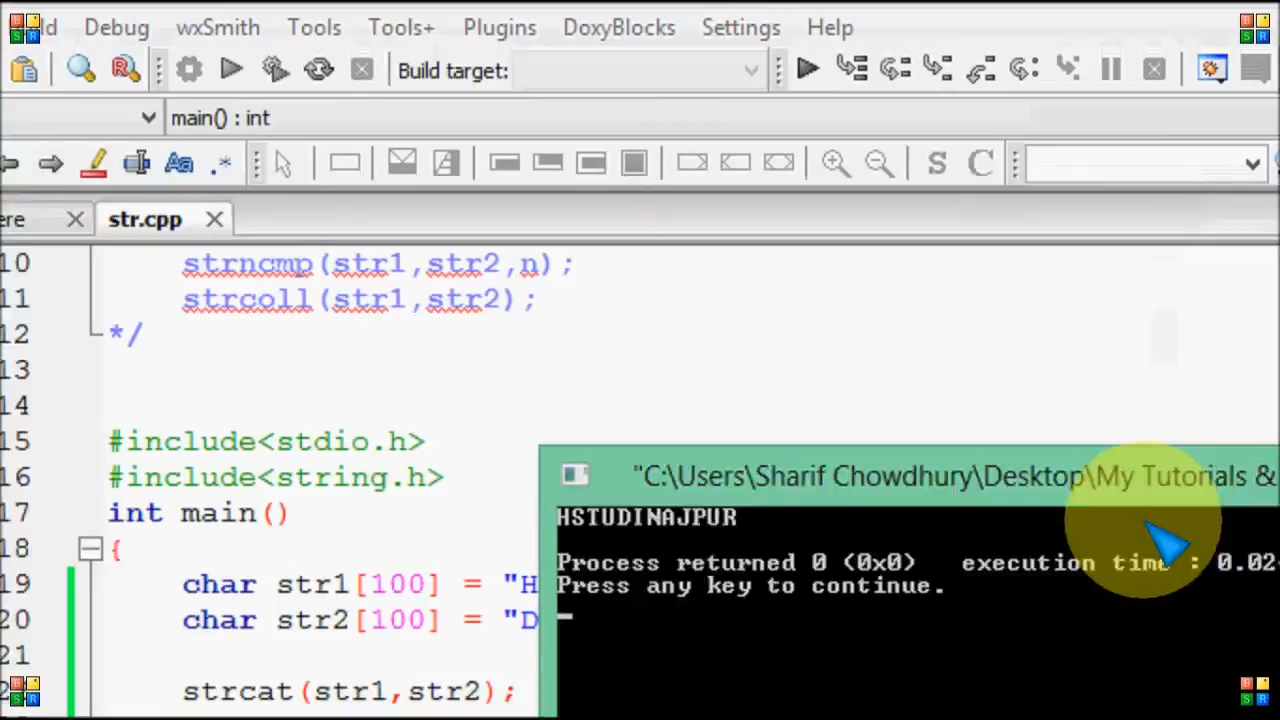 Debug wxSmith Tools Tools+ Plugins DoxyBlocks Settings Help
Build target:
main() : int
Aa .* S C
str.cpp
10 strncmp(str1,str2,n);
11 strcoll(str1,str2);
12 */
13
14
15 #include<stdio.h>
16 #include<string.h>
17 int main()
18 {
19 char str1[100] = "H
20 char str2[100] = "D
21
strcat(str1,str2);
"C:\Users\Sharif Chowdhury\Desktop\My Tutorials &
HSTUDINAJPUR
Process returned 0 (0x0) execution time : 0.02
Press any key to continue.